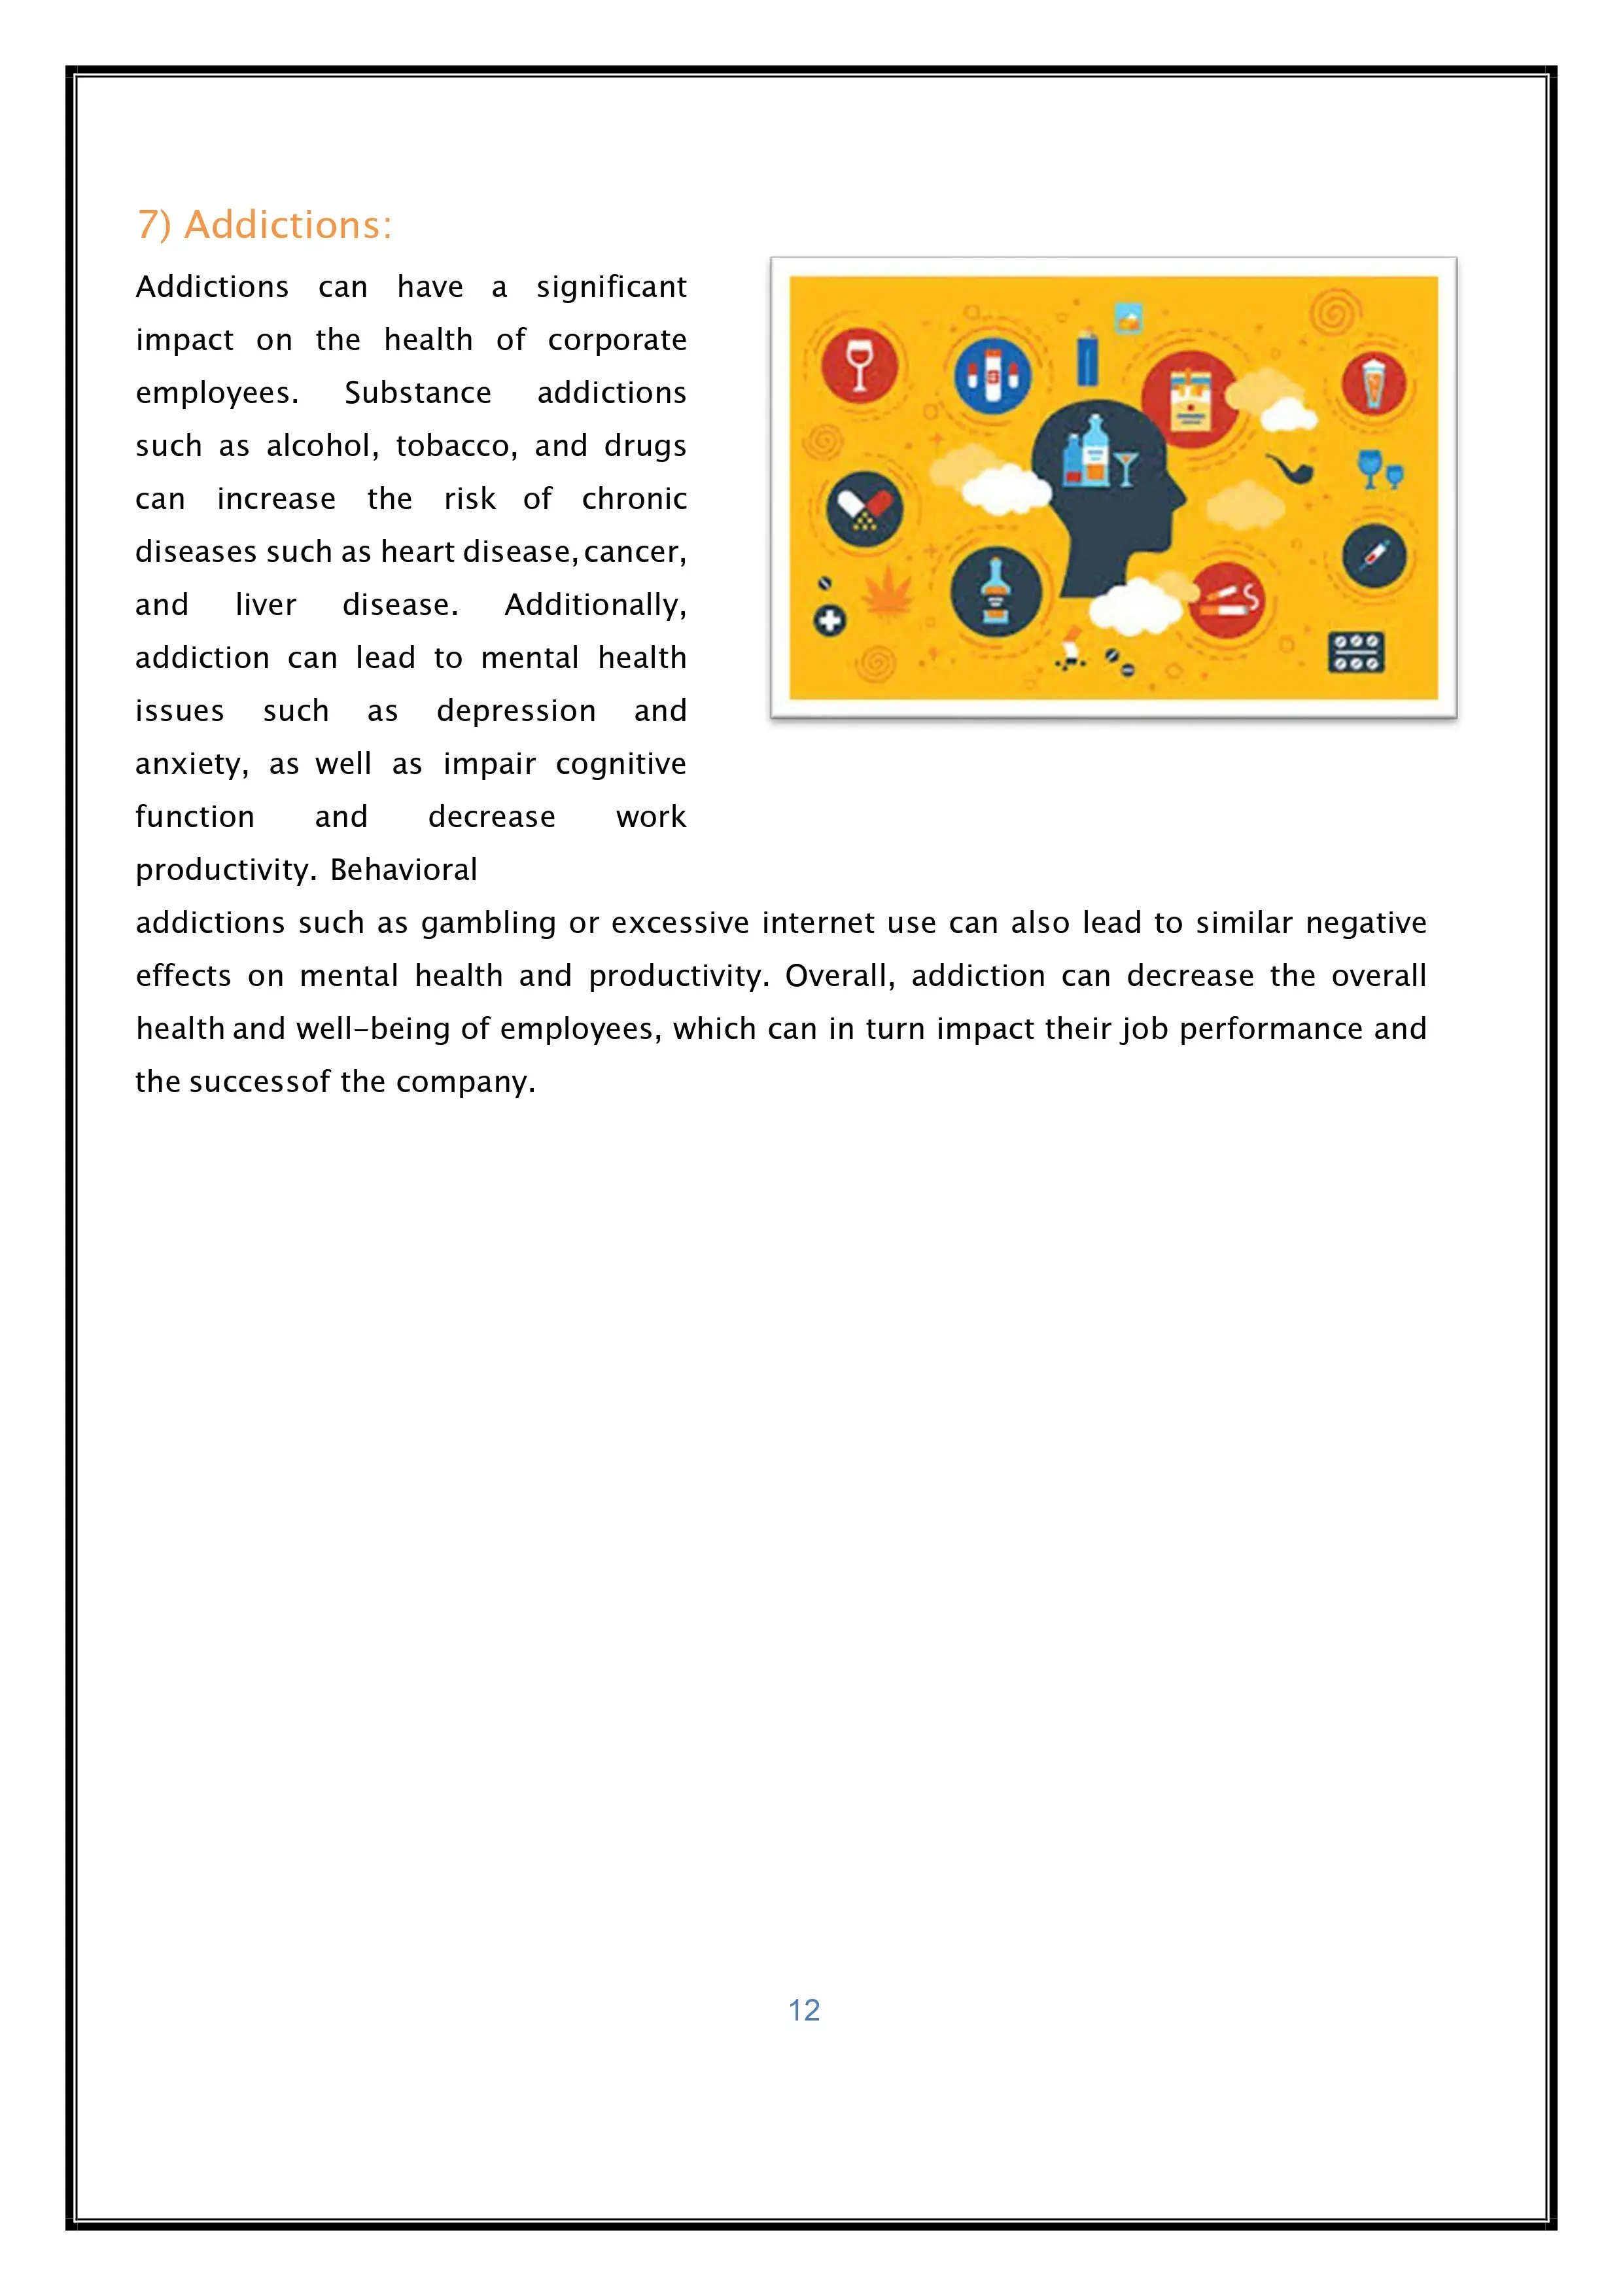 7) Addictions:
Addictions can have a significant
impact on the health of corporate
employees. Substance addictions
such as alcohol, tobacco, and drugs
can increase the risk of chronic
diseases such as heart disease, cancer,
and liver disease. Additionally,
addiction can lead to mental health
issues such as depression and
anxiety, as well as impair cognitive
function and decrease work
productivity. Behavioral
addictions such as gambling or excessive internet use can also lead to similar negative
effects on mental health and productivity. Overall, addiction can decrease the overall
health and well-being of employees, which can in turn impact their job performance and
the successof the company.
12